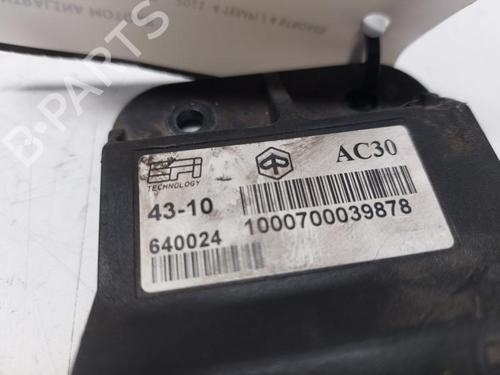 B-PARTS
EFI
TECHNOLOGY
AC30
43-10
640024
1000700039878